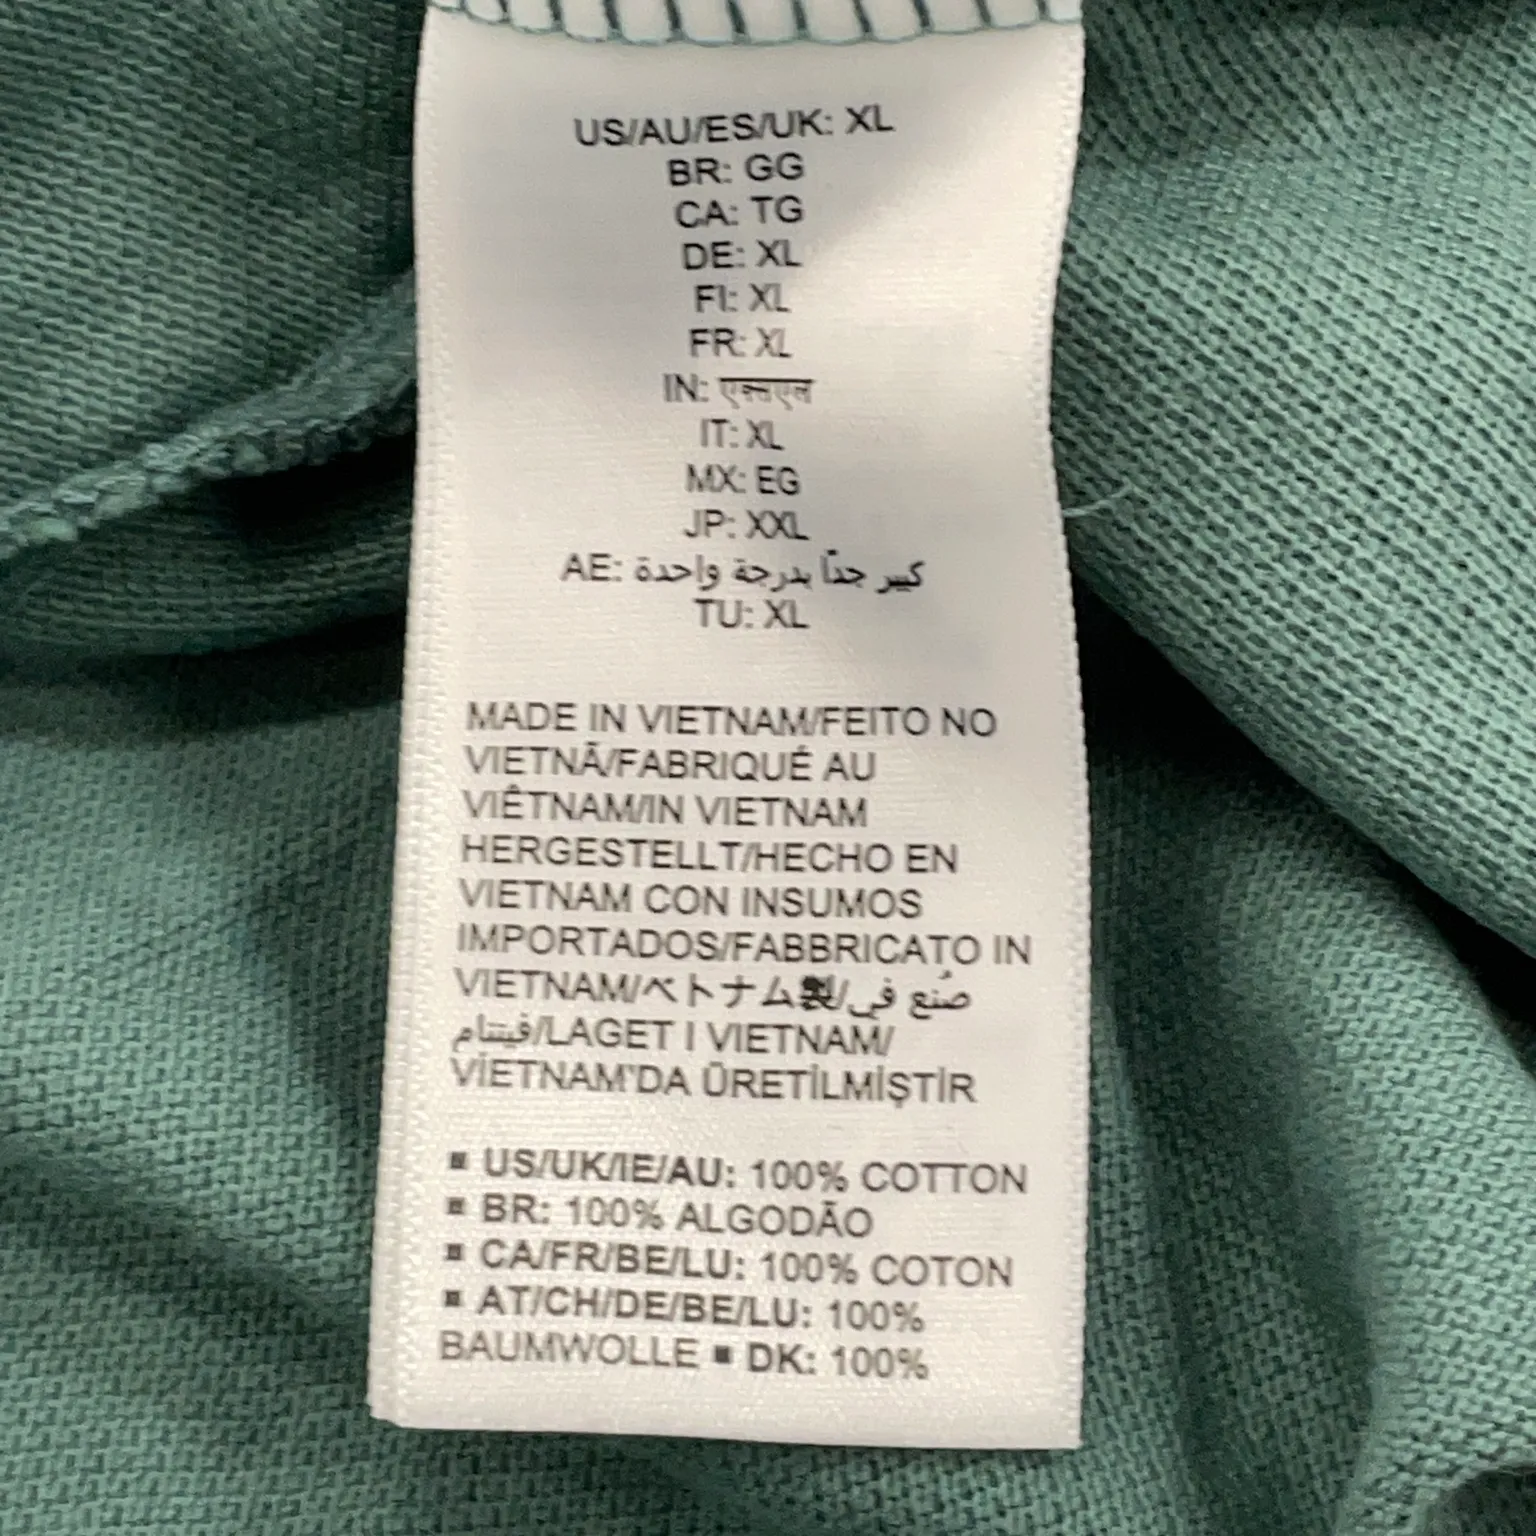 US/AU/ES/UK: XL
BR: GG
CA: TG
DE: XL
FI: XL
FR: XL
IN: एक्सएल
IT: XL
MX: EG
JP: XXL
AE: كبير جدًا بدرجة واحدة
TU: XL
MADE IN VIETNAM/FEITO NO
VIETNÃ/FABRIQUÉ AU
VIÊTNAM/IN VIETNAM
HERGESTELLT/HECHO EN
VIETNAM CON INSUMOS
IMPORTADOS/FABBRICATO IN
VIETNAM/ベトナム製/صُنع في
فيتنام/LAGET I VIETNAM/
VİETNAM'DA ÜRETİLMİŞTİR
▪ US/UK/IE/AU: 100% COTTON
▪ BR: 100% ALGODÃO
▪ CA/FR/BE/LU: 100% COTON
▪ AT/CH/DE/BE/LU: 100%
BAUMWOLLE ▪ DK: 100%